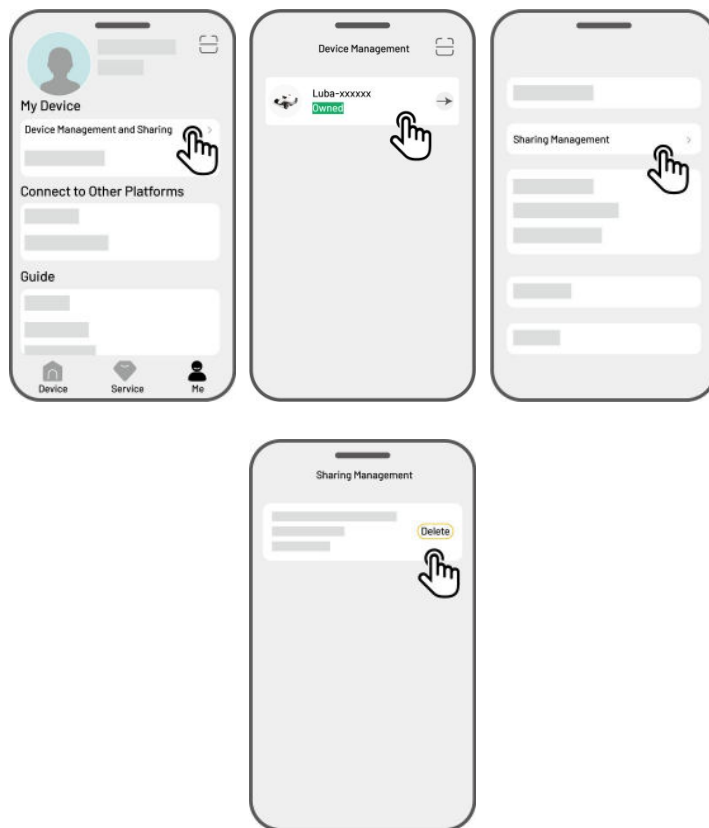 My Device
Device Management and Sharing
Connect to Other Platforms
Guide
Device
Service
Me
Device Management
Luba-xxxxxx
Owned
Sharing Management
Sharing Management
Delete